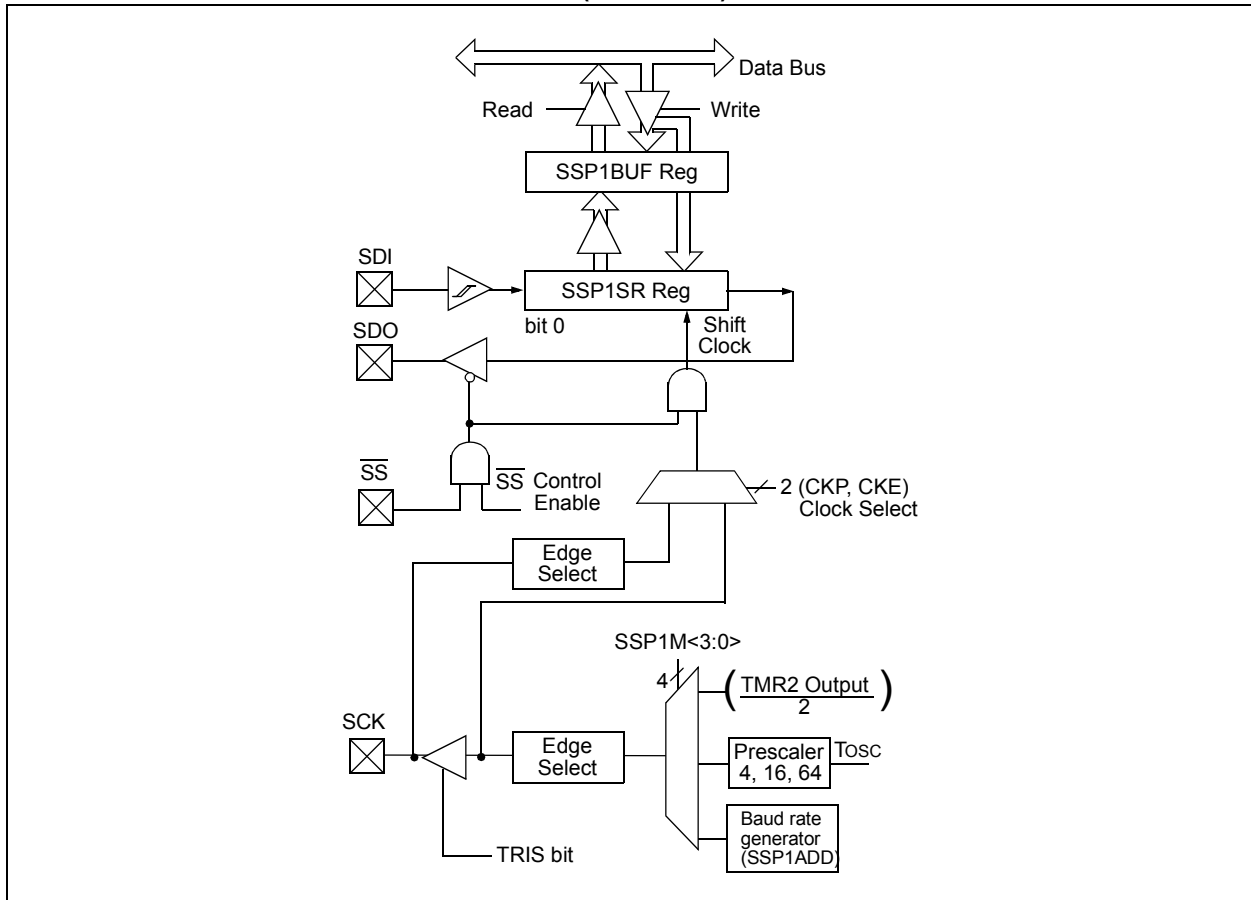 Data Bus
Read
Write
SSP1BUF Reg
SDI
SSP1SR Reg
bit 0
Shift
Clock
SDO
SS
SS Control
Enable
2 (CKP, CKE)
Clock Select
Edge
Select
SSP1M<3:0>
4
( TMR2 Output )
2
SCK
Edge
Select
Prescaler
4, 16, 64
TOSC
Baud rate
generator
(SSP1ADD)
TRIS bit